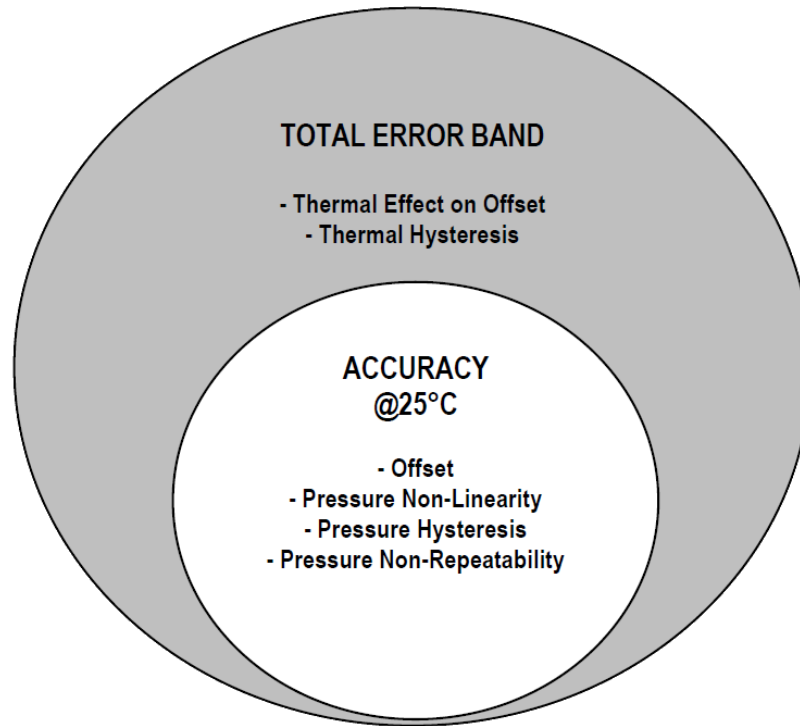 TOTAL ERROR BAND
- Thermal Effect on Offset
- Thermal Hysteresis
ACCURACY
@25°C
- Offset
- Pressure Non-Linearity
- Pressure Hysteresis
- Pressure Non-Repeatability